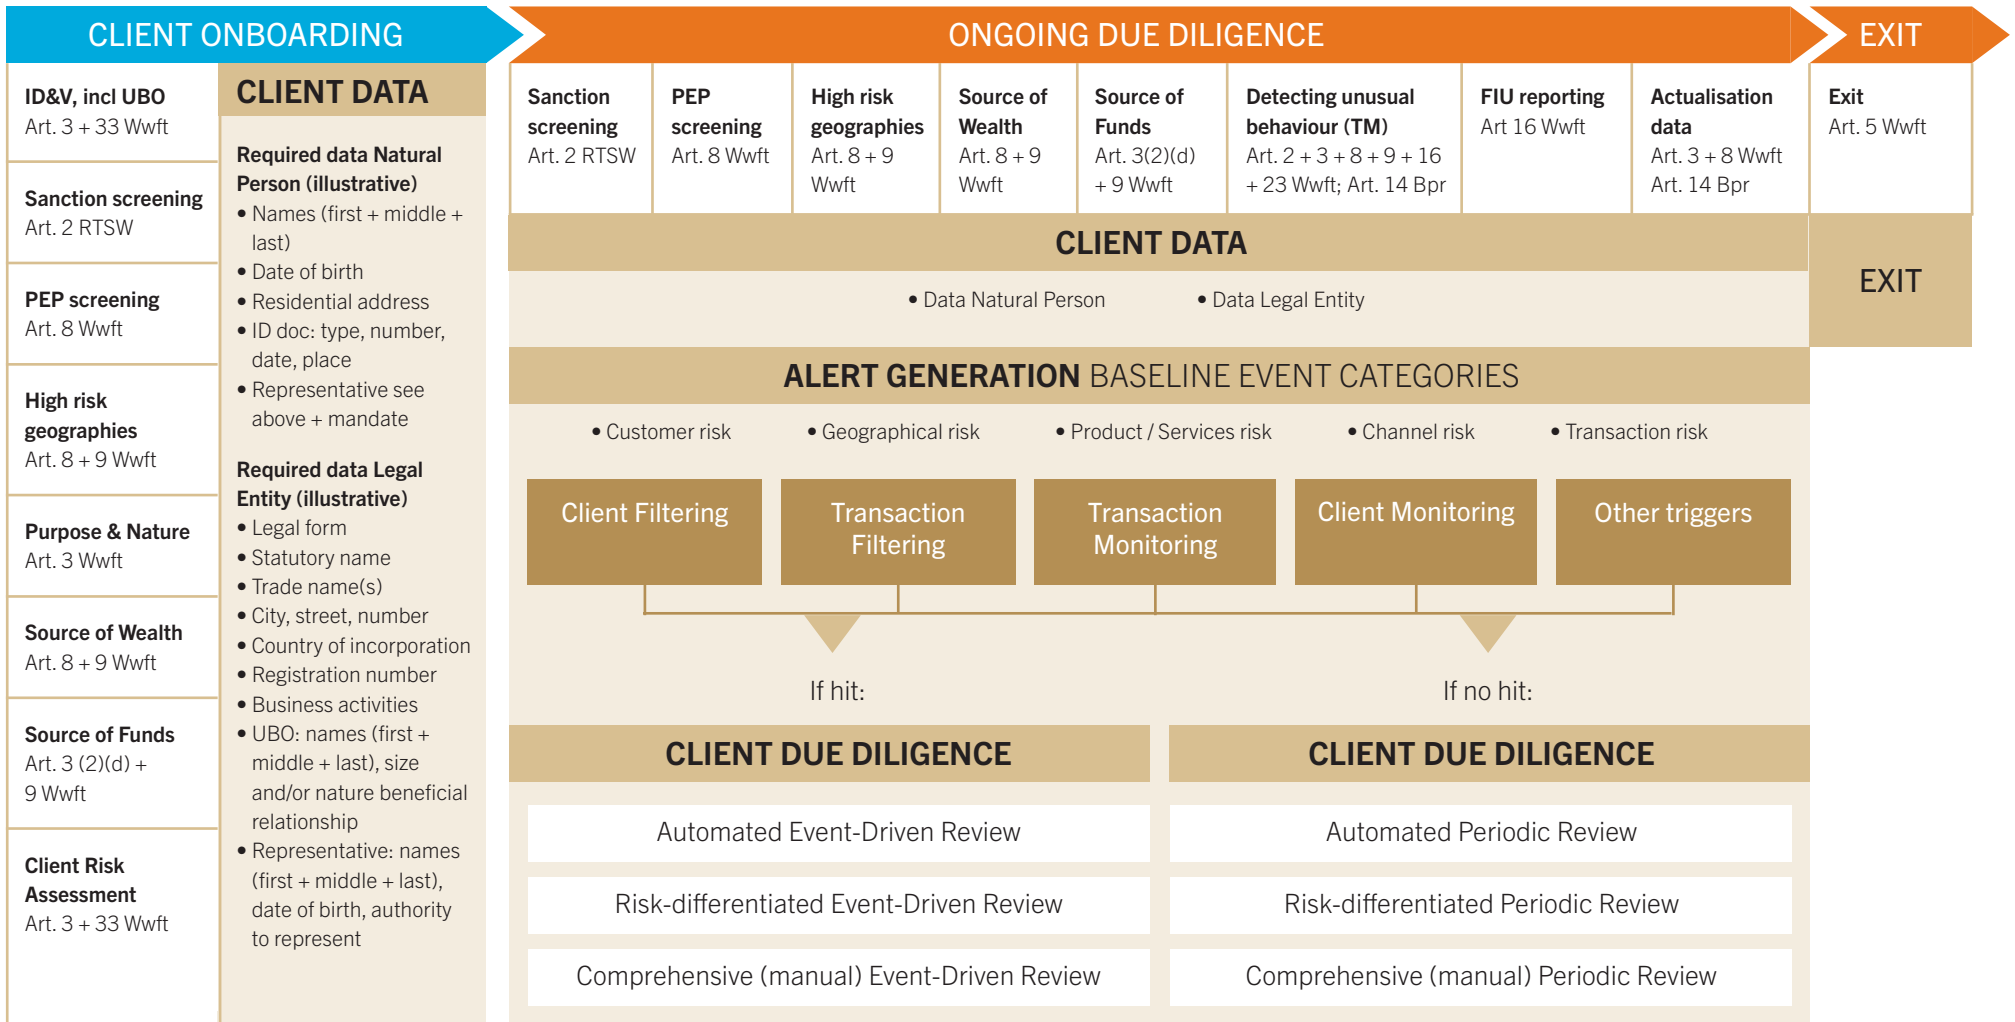 CLIENT ONBOARDING
ONGOING DUE DILIGENCE
EXIT
ID&V, incl UBO
Art. 3 + 33 Wwft
Sanction screening
Art. 2 RTSW
PEP screening
Art. 8 Wwft
High risk
geographies
Art. 8 + 9 Wwft
Purpose & Nature
Art. 3 Wwft
Source of Wealth
Art. 8 + 9 Wwft
Source of Funds
Art. 3 (2)(d) +
9 Wwft
Client Risk
Assessment
Art. 3 + 33 Wwft
CLIENT DATA
Required data Natural
Person (illustrative)
• Names (first + middle +
last)
• Date of birth
• Residential address
• ID doc: type, number,
date, place
• Representative see
above + mandate
Required data Legal
Entity (illustrative)
• Legal form
• Statutory name
• Trade name(s)
• City, street, number
• Country of incorporation
• Registration number
• Business activities
• UBO: names (first +
middle + last), size
and/or nature beneficial
relationship
• Representative: names
(first + middle + last),
date of birth, authority
to represent
Sanction
screening
Art. 2 RTSW
PEP
screening
Art. 8 Wwft
High risk
geographies
Art. 8 + 9
Wwft
Source of
Wealth
Art. 8 + 9
Wwft
Source of
Funds
Art. 3(2)(d)
+ 9 Wwft
Detecting unusual
behaviour (TM)
Art. 2 + 3 + 8 + 9 + 16
+ 23 Wwft; Art. 14 Bpr
FIU reporting
Art 16 Wwft
Actualisation
data
Art. 3 + 8 Wwft
Art. 14 Bpr
Exit
Art. 5 Wwft
CLIENT DATA
• Data Natural Person • Data Legal Entity
EXIT
ALERT GENERATION BASELINE EVENT CATEGORIES
• Customer risk • Geographical risk • Product / Services risk • Channel risk • Transaction risk
Client Filtering
Transaction
Filtering
Transaction
Monitoring
Client Monitoring
Other triggers
If hit:
If no hit:
CLIENT DUE DILIGENCE
Automated Event-Driven Review
Risk-differentiated Event-Driven Review
Comprehensive (manual) Event-Driven Review
CLIENT DUE DILIGENCE
Automated Periodic Review
Risk-differentiated Periodic Review
Comprehensive (manual) Periodic Review